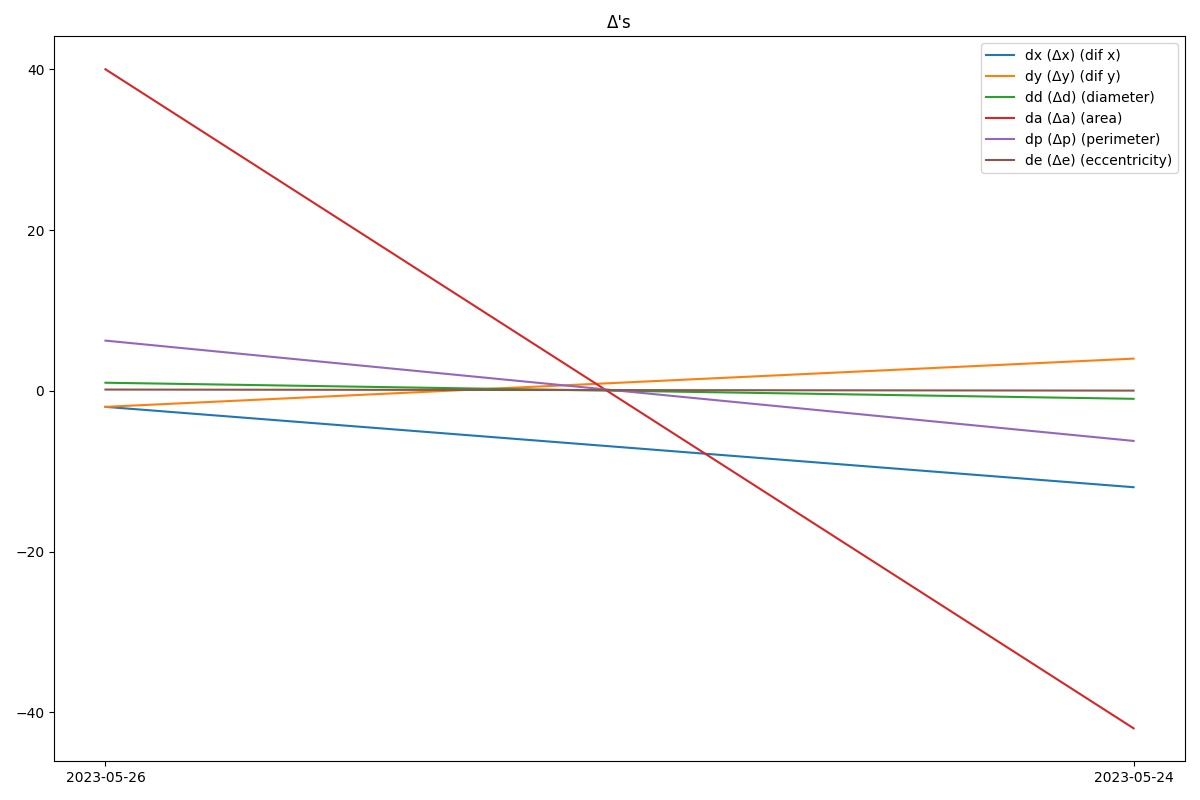 Δ's
dx (Δx) (dif x)
dy (Δy) (dif y)
dd (Δd) (diameter)
da (Δa) (area)
dp (Δp) (perimeter)
de (Δe) (eccentricity)
40
20
0
−20
−40
2023-05-26
2023-05-24